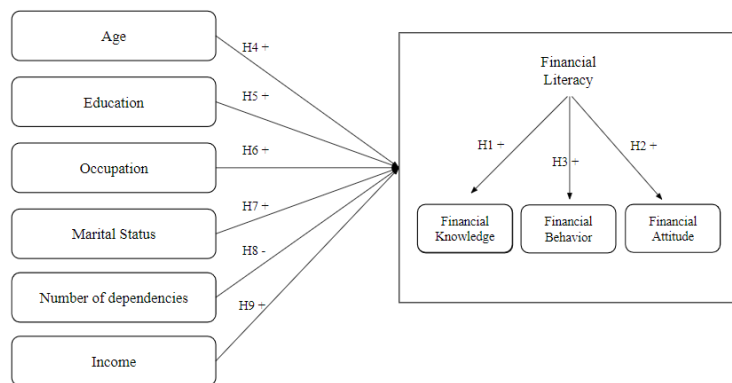 Age
Education
Occupation
Marital Status
Number of dependencies
Income
H4 +
H5 +
H6 +
H7 +
H8 -
H9 +
Financial
Literacy
H1 +
H3 +
H2 +
Financial
Knowledge
Financial
Behavior
Financial
Attitude